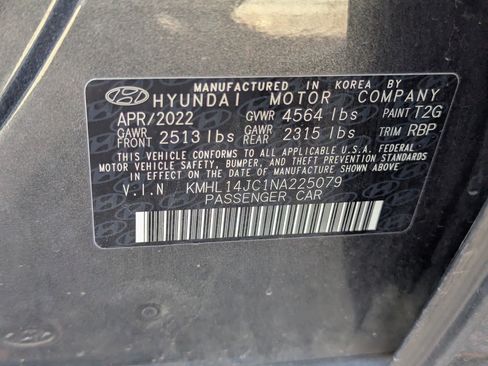 MANUFACTURED IN KOREA BY
HYUNDAI MOTOR COMPANY
APR/2022 GVWR 4564 lbs PAINT T2G
GAWR FRONT 2513 lbs GAWR REAR 2315 lbs TRIM RBP
THIS VEHICLE CONFORMS TO ALL APPLICABLE U.S.A. FEDERAL
MOTOR VEHICLE SAFETY, BUMPER, AND THEFT PREVENTION STANDARDS
IN EFFECT ON THE DATE OF MANUFACTURE SHOWN ABOVE.
V.I.N KMHL14JC1NA225079
PASSENGER CAR